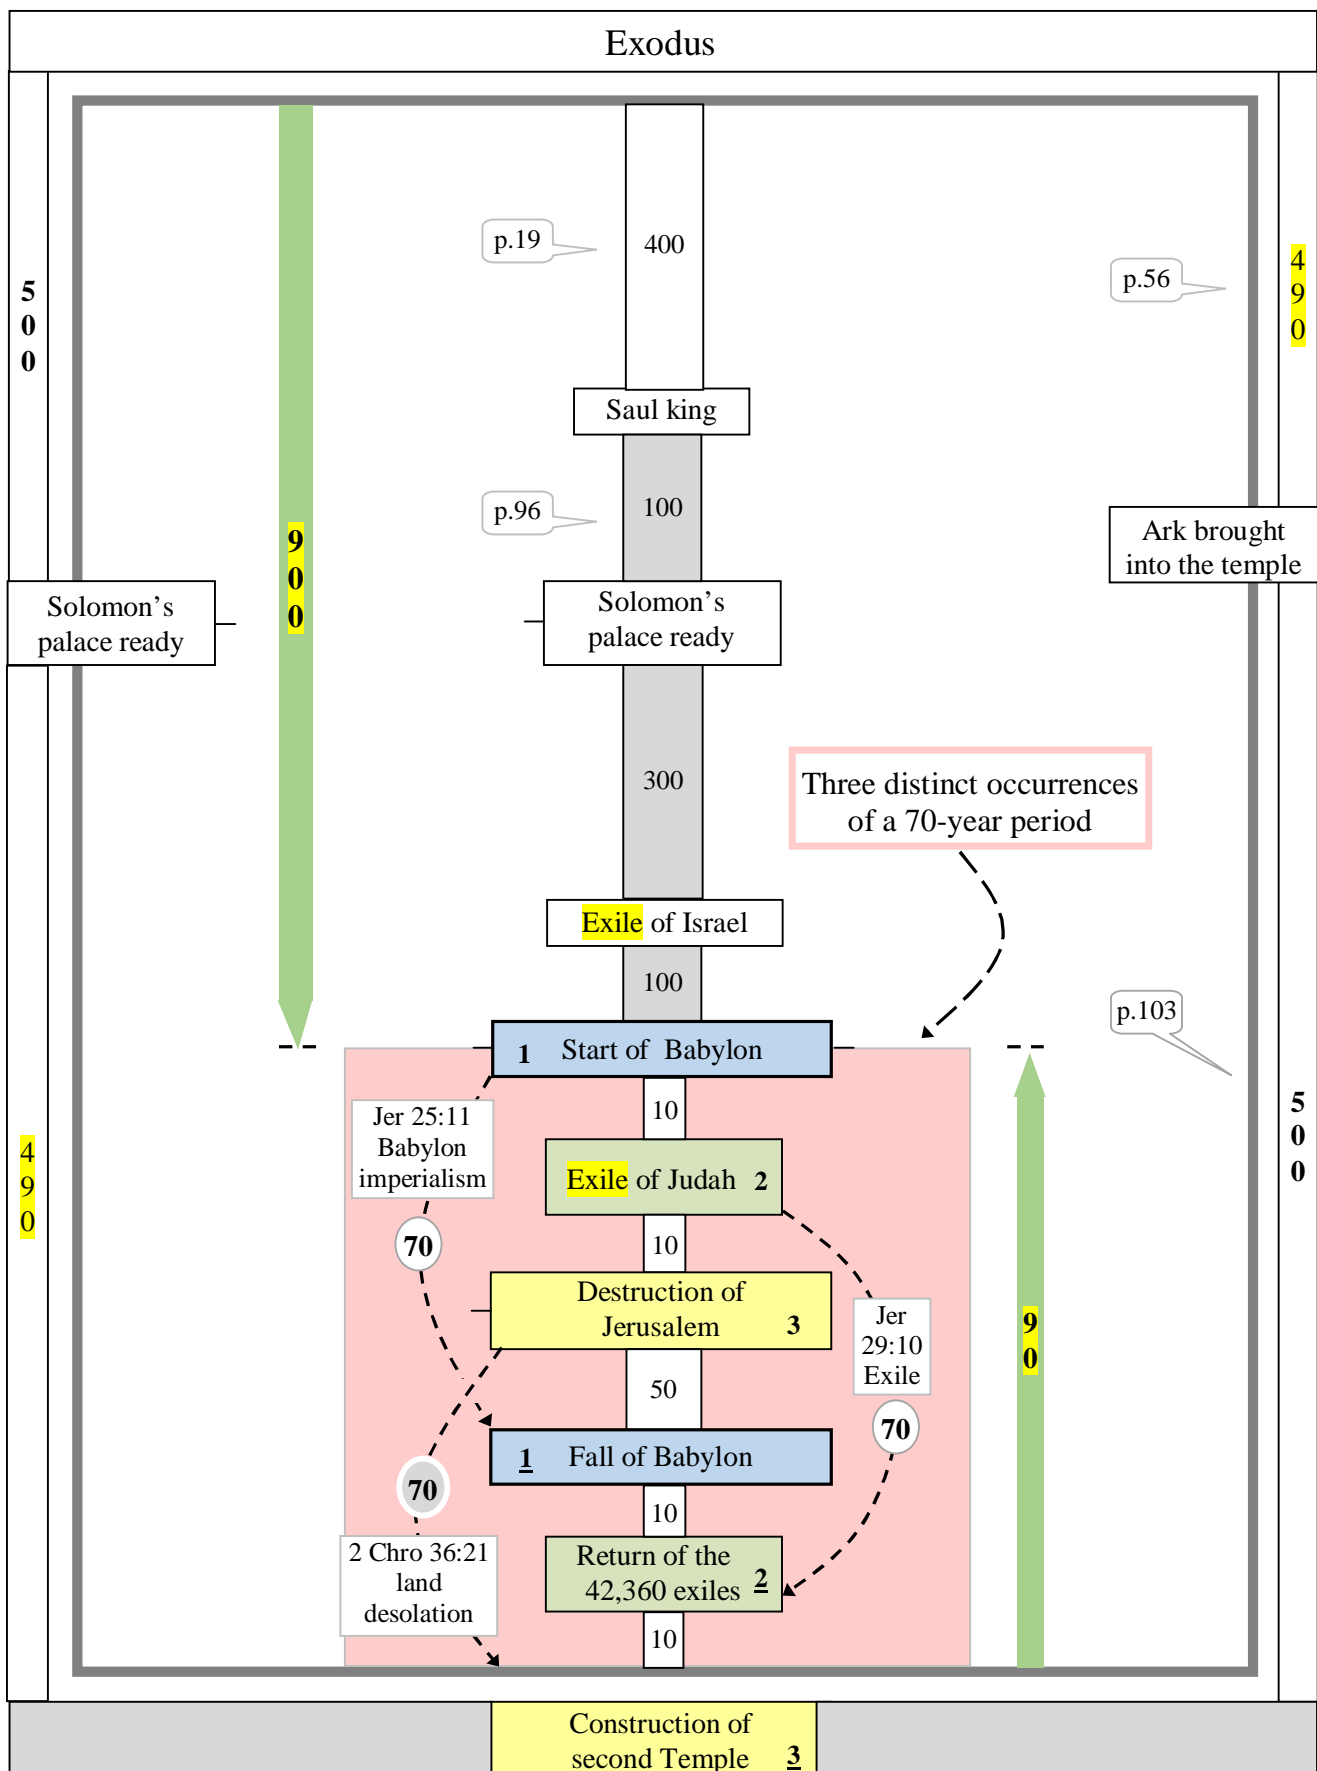 Exodus
p.19
400
p.56
4
9
0
5
0
0
Saul king
p.96
100
9
0
0
Ark brought
into the temple
Solomon’s
palace ready
Solomon’s
palace ready
300
Three distinct occurrences
of a 70-year period
Exile of Israel
100
p.103
1 Start of Babylon
10
Jer 25:11
Babylon
imperialism
5
0
0
4
9
0
Exile of Judah 2
70
10
Destruction of
Jerusalem 3
Jer
29:10
Exile
9
0
50
70
1 Fall of Babylon
70
10
2 Chro 36:21
land
desolation
Return of the
42,360 exiles 2
10
Construction of
second Temple 3